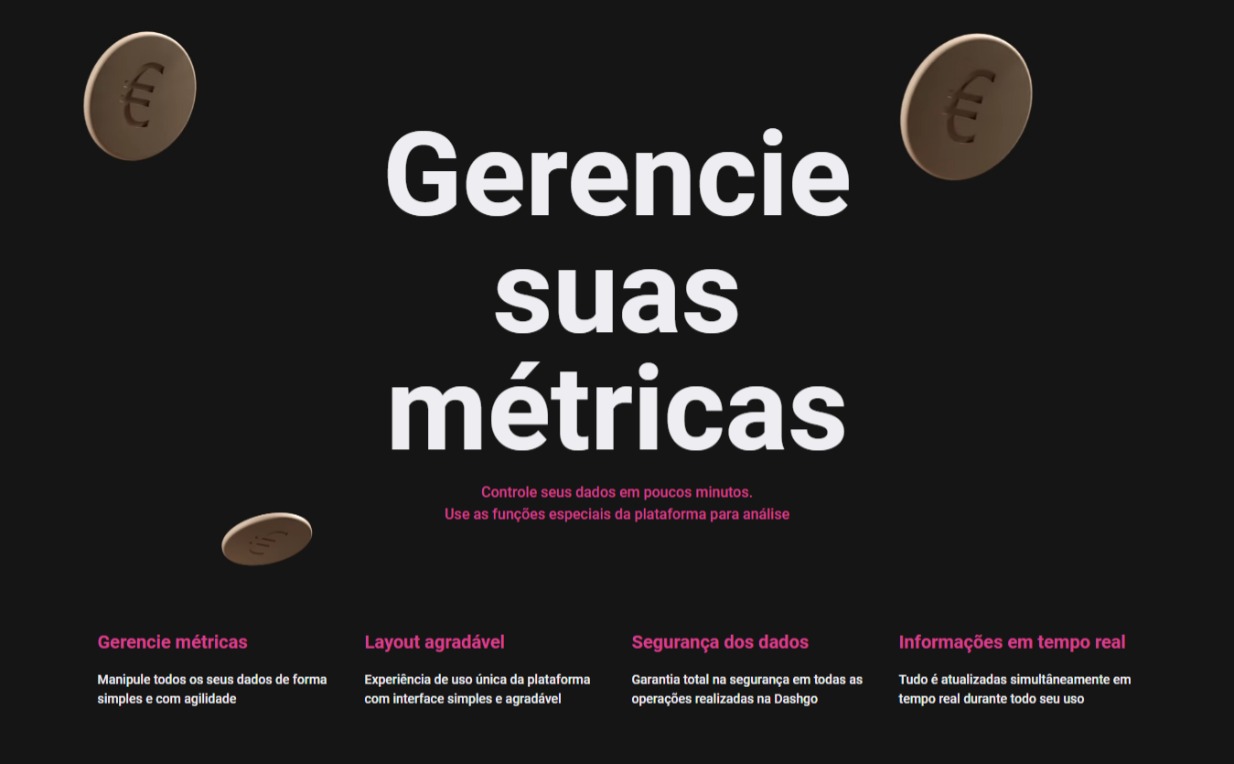 €
€
Gerencie
suas
métricas
Controle seus dados em poucos minutos.
Use as funções especiais da plataforma para análise
€
Gerencie métricas
Manipule todos os seus dados de forma
simples e com agilidade
Layout agradável
Experiência de uso única da plataforma
com interface simples e agradável
Segurança dos dados
Garantia total na segurança em todas as
operações realizadas na Dashgo
Informações em tempo real
Tudo é atualizadas simultâneamente em
tempo real durante todo seu uso